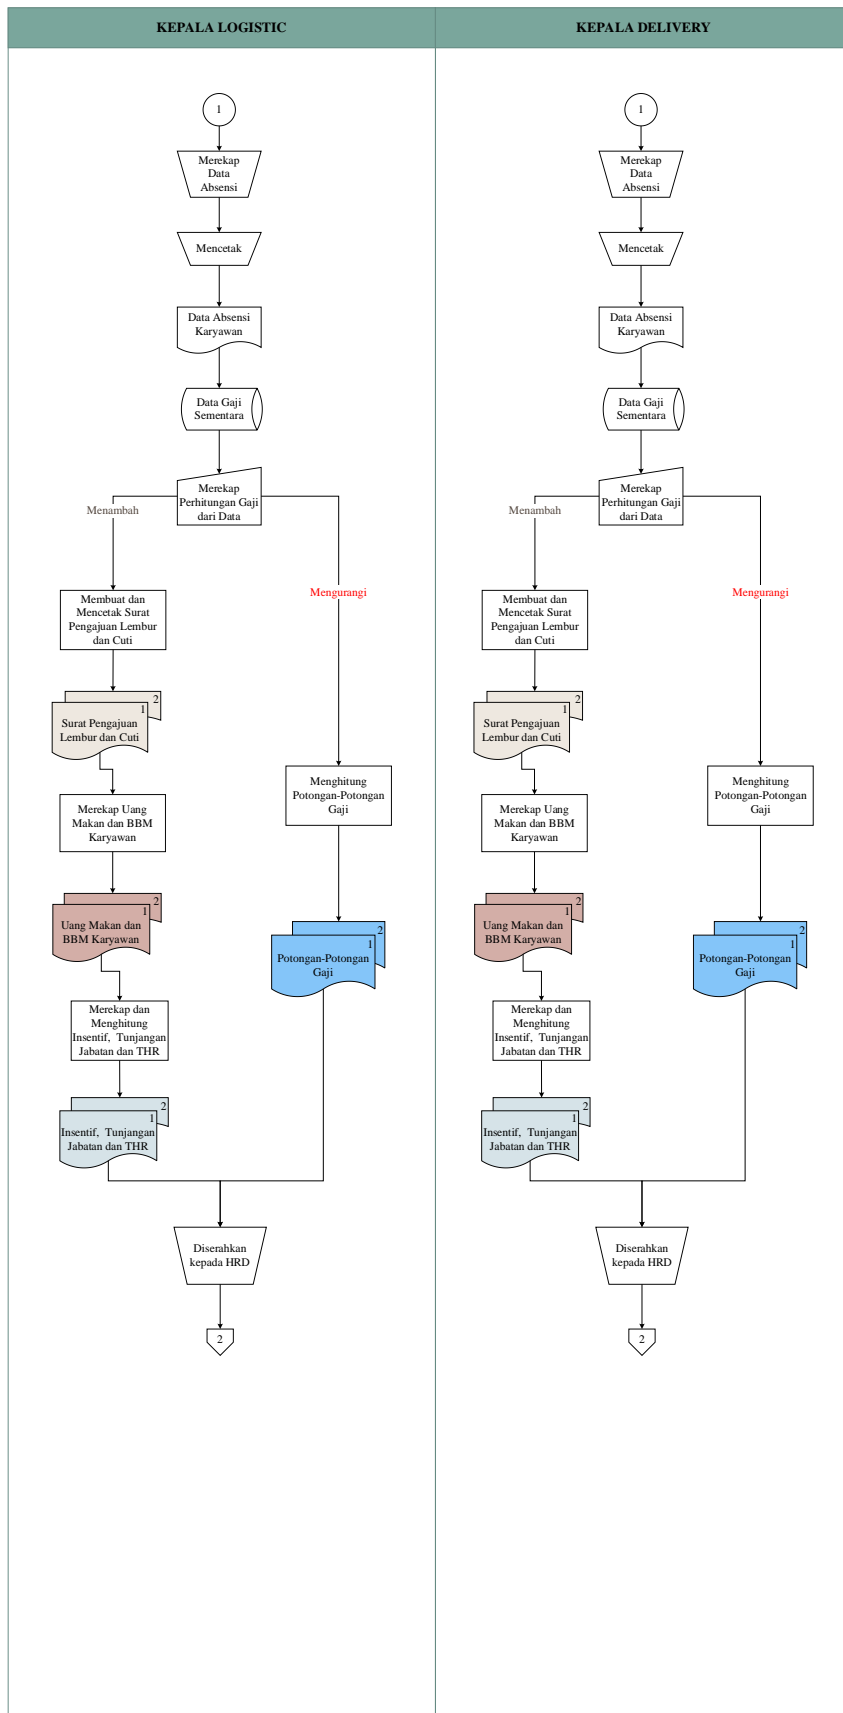 KEPALA LOGISTIC
1
Merekap
Data
Absensi
Mencetak
Data Absensi
Karyawan
Data Gaji
Sementara
Merekap
Perhitungan Gaji
dari Data
Menambah
Mengurangi
Membuat dan
Mencetak Surat
Pengajuan Lembur
dan Cuti
2
1
Surat Pengajuan
Lembur dan Cuti
Merekap Uang
Makan dan BBM
Karyawan
Menghitung
Potongan-Potongan
Gaji
2
1
Uang Makan dan
BBM Karyawan
2
1
Potongan-Potongan
Gaji
Merekap dan
Menghitung
Insentif, Tunjangan
Jabatan dan THR
2
1
Insentif, Tunjangan
Jabatan dan THR
Diserahkan
kepada HRD
2
KEPALA DELIVERY
1
Merekap
Data
Absensi
Mencetak
Data Absensi
Karyawan
Data Gaji
Sementara
Merekap
Perhitungan Gaji
dari Data
Menambah
Mengurangi
Membuat dan
Mencetak Surat
Pengajuan Lembur
dan Cuti
2
1
Surat Pengajuan
Lembur dan Cuti
Merekap Uang
Makan dan BBM
Karyawan
Menghitung
Potongan-Potongan
Gaji
2
1
Uang Makan dan
BBM Karyawan
2
1
Potongan-Potongan
Gaji
Merekap dan
Menghitung
Insentif, Tunjangan
Jabatan dan THR
2
1
Insentif, Tunjangan
Jabatan dan THR
Diserahkan
kepada HRD
2